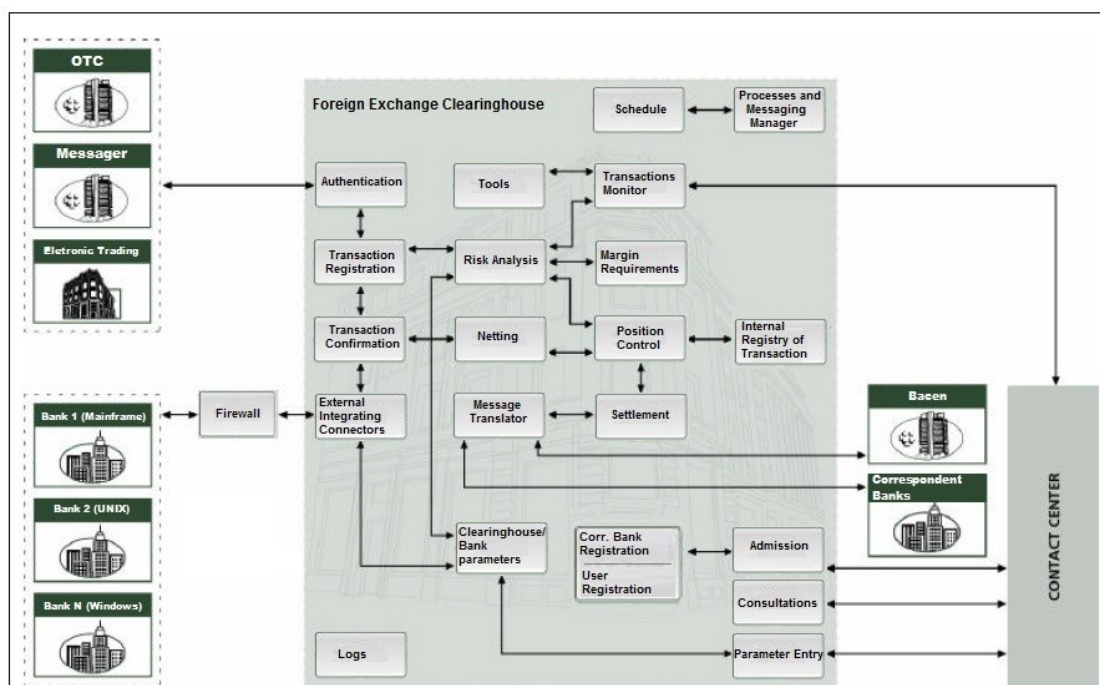 OTC
Messager
Eletronic Trading
Bank 1 (Mainframe)
Bank 2 (UNIX)
Bank N (Windows)
Firewall
Foreign Exchange Clearinghouse
Schedule
Processes and
Messaging
Manager
Authentication
Tools
Transactions
Monitor
Transaction
Registration
Risk Analysis
Margin
Requirements
Transaction
Confirmation
Netting
Position
Control
Internal
Registry of
Transaction
External
Integrating
Connectors
Message
Translator
Settlement
Clearinghouse/
Bank
parameters
Corr. Bank
Registration
User
Registration
Admission
Consultations
Logs
Parameter Entry
Bacen
Correspondent
Banks
CONTACT CENTER